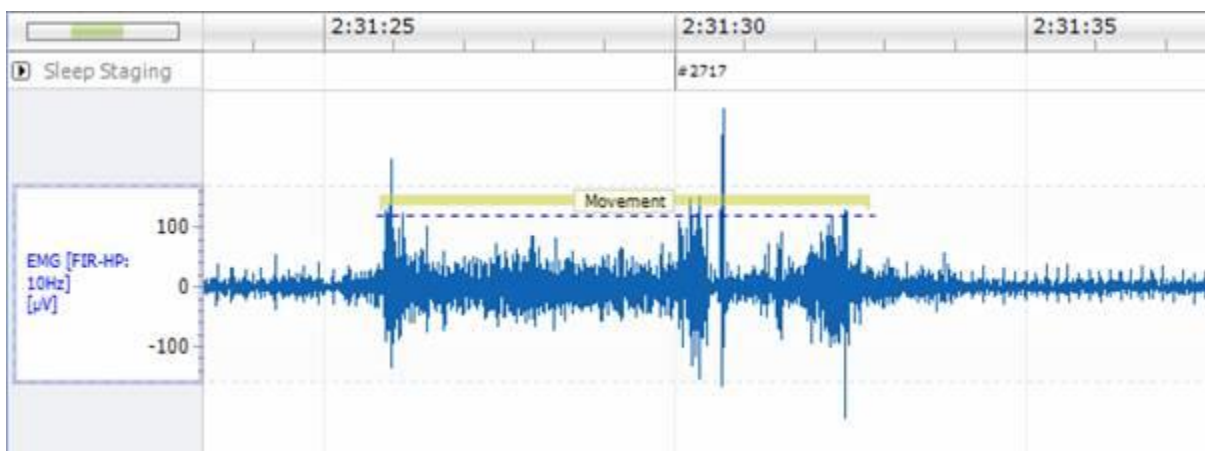 2:31:25
2:31:30
2:31:35
Sleep Staging
#2717
Movement
100
EMG [FIR-HP:
0
10Hz]
[µV]
-100